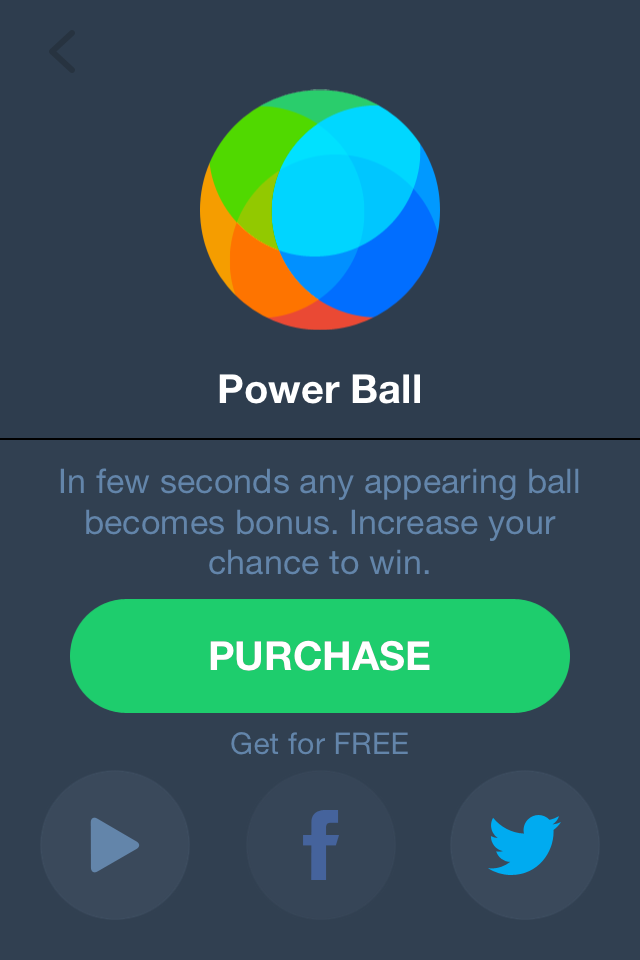 Power Ball
In few seconds any appearing ball
becomes bonus. Increase your
chance to win.
PURCHASE
Get for FREE